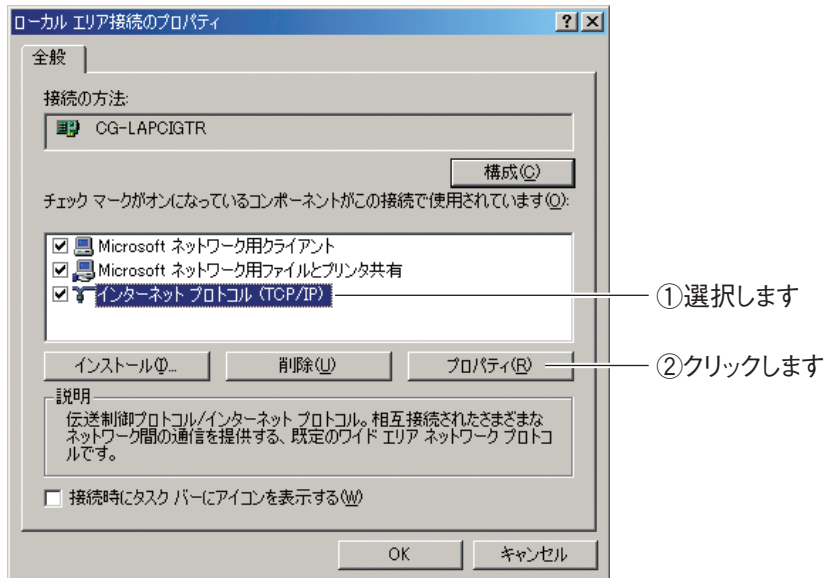 ローカル エリア接続のプロパティ
全般
接続の方法:
CG-LAPCIGTR
構成(C)
チェック マークがオンになっているコンポーネントがこの接続で使用されています(O):
Microsoft ネットワーク用クライアント
Microsoft ネットワーク用ファイルとプリンタ共有
インターネット プロトコル (TCP/IP)
①選択します
インストール(I)...
削除(U)
プロパティ(R)
②クリックします
説明
伝送制御プロトコル/インターネット プロトコル。相互接続されたさまざまな
ネットワーク間の通信を提供する、既定のワイド エリア ネットワーク プロトコ
ルです。
接続時にタスク バーにアイコンを表示する(W)
OK
キャンセル